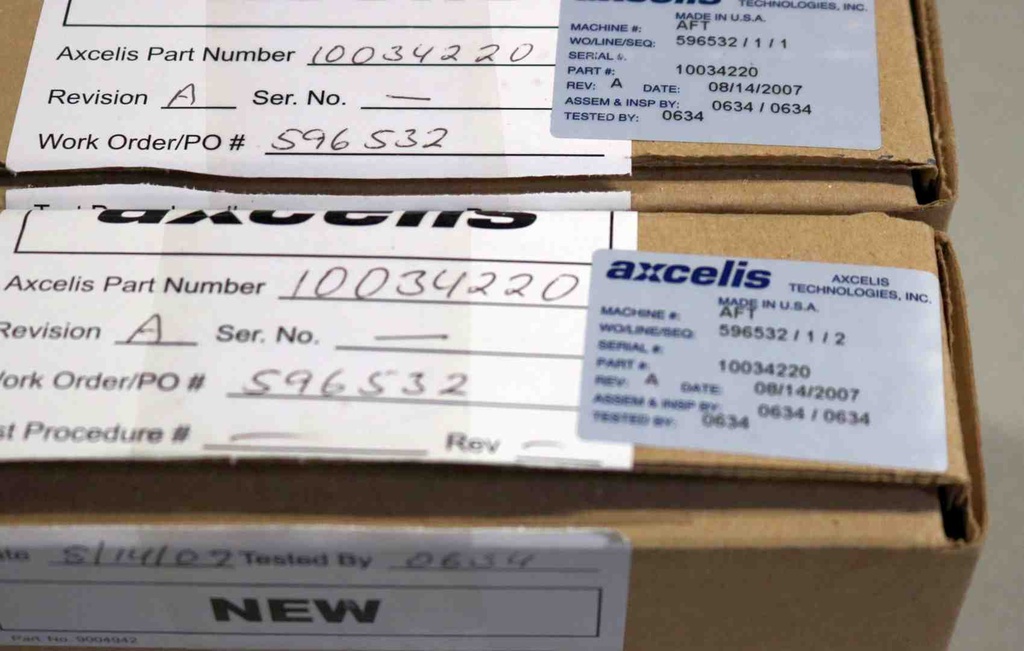 Axcelis Part Number 10034220
Revision A Ser. No. —
Work Order/PO # 596532
TECHNOLOGIES, INC.
MADE IN U.S.A.
MACHINE #: AFT
WO/LINE/SEQ: 596532 / 1 / 1
SERIAL #:
PART #: 10034220
REV: A DATE: 08/14/2007
ASSEM & INSP BY: 0634 / 0634
TESTED BY: 0634
axcelis
Axcelis Part Number 10034220
Revision A Ser. No. —
Work Order/PO # 596532
st Procedure # — Rev —
axcelis AXCELIS
TECHNOLOGIES, INC.
MADE IN U.S.A.
MACHINE #: AFT
WO/LINE/SEQ: 596532 / 1 / 2
SERIAL #:
PART #: 10034220
REV: A DATE: 08/14/2007
ASSEM & INSP BY: 0634 / 0634
TESTED BY: 0634
ate 8/14/07 Tested By 0634
NEW
Part No. 9004942